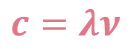 c = λν